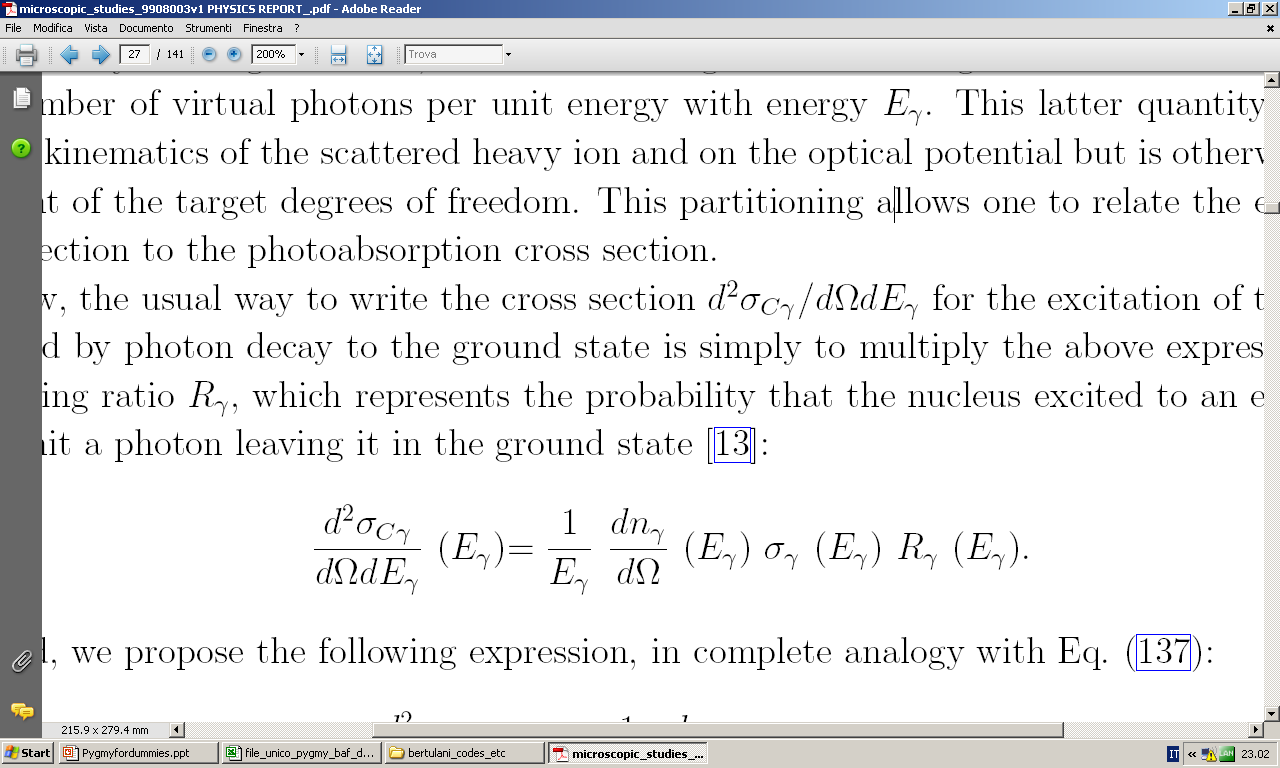 microscopic_studies_9908003v1 PHYSICS REPORT_.pdf - Adobe Reader
File Modifica Vista Documento Strumenti Finestra ?
27 / 141 200% Trova
mber of virtual photons per unit energy with energy Eγ. This latter quantity
kinematics of the scattered heavy ion and on the optical potential but is otherw
nt of the target degrees of freedom. This partitioning allows one to relate the e
ection to the photoabsorption cross section.
w, the usual way to write the cross section d²σCγ/dΩdEγ for the excitation of t
d by photon decay to the ground state is simply to multiply the above expres
ing ratio Rγ, which represents the probability that the nucleus excited to an e
nit a photon leaving it in the ground state [13]:
d²σCγ/dΩdEγ (Eγ)= 1/Eγ dnγ/dΩ (Eγ) σγ (Eγ) Rγ (Eγ).
d, we propose the following expression, in complete analogy with Eq. (137):
215.9 x 279.4 mm
Start Pygmyfordummies.ppt file_unico_pygmy_baf_d... bertulani_codes_etc microscopic_studies_... IT « LAN 23.02